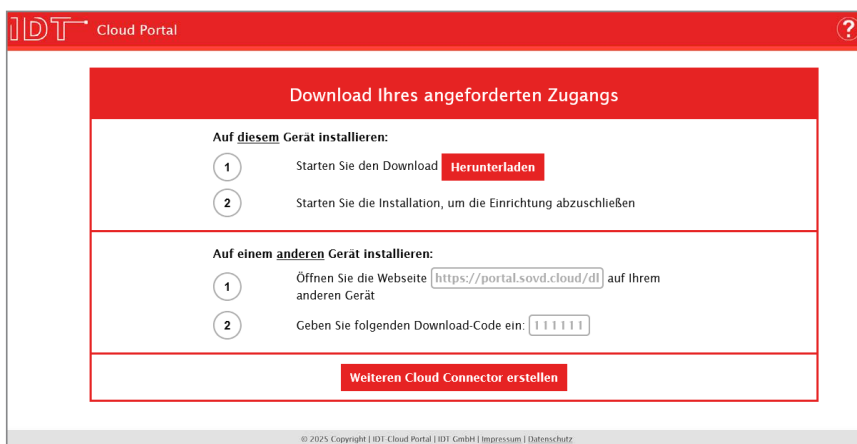 IDT Cloud Portal ?
Download Ihres angeforderten Zugangs
Auf diesem Gerät installieren:
1 Starten Sie den Download Herunterladen
2 Starten Sie die Installation, um die Einrichtung abzuschließen
Auf einem anderen Gerät installieren:
1 Öffnen Sie die Webseite https://portal.sovd.cloud/dl auf Ihrem
anderen Gerät
2 Geben Sie folgenden Download-Code ein: 111111
Weiteren Cloud Connector erstellen
© 2025 Copyright | IDT-Cloud Portal | IDT GmbH | Impressum | Datenschutz